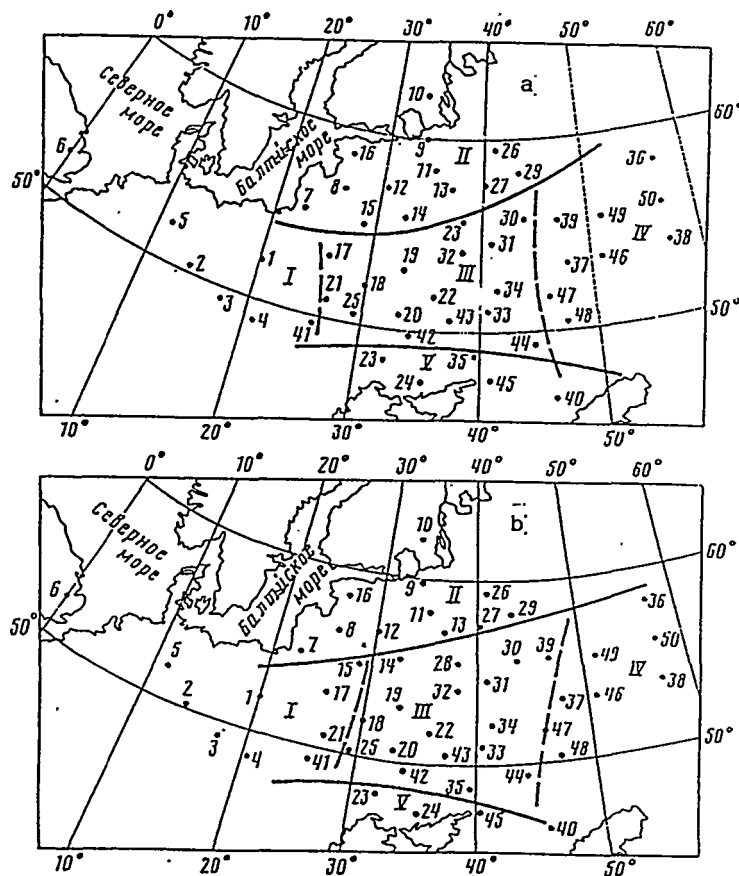 0° 10° 20° 30° 40° 50° 60°
Северное море
Балтийское море
а
60°
50°
50°
10 16 9 II 26 36
6 11 29
7 8 12 13 27 50
5 15 14 23 30 39 49 IV 38
1 17 19 32 31 37 46
2 I III
3 21 18 22 34 47
4 25 20 43 33 48
41 42 44
23 V 35
24 45 40
10° 20° 30° 40° 50°
0° 10° 20° 30° 40° 50° 60°
Северное море
Балтийское море
b
60°
50°
50°
10
6 16 9 II 26 36
11 29
7 8 12 13 27 50
5 15 14 28 30 39 49 IV 38
1 17 32 31 37 46
2 I 19 III
3 21 18 22 34 47
4 41 25 20 43 33 48
42 44
23 V 35
24 45 40
10° 20° 30° 40° 50°